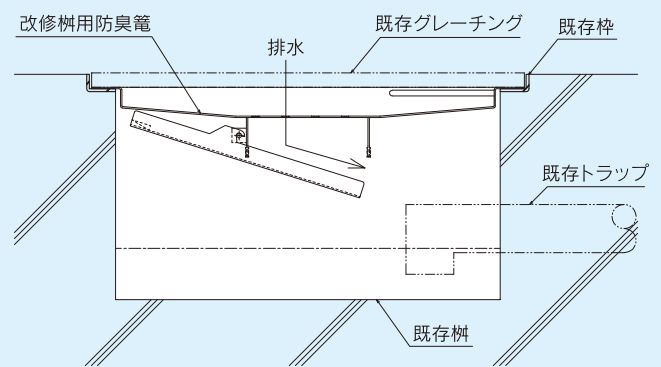 改修桝用防臭篭
既存グレーチング
既存枠
排水
既存トラップ
既存桝